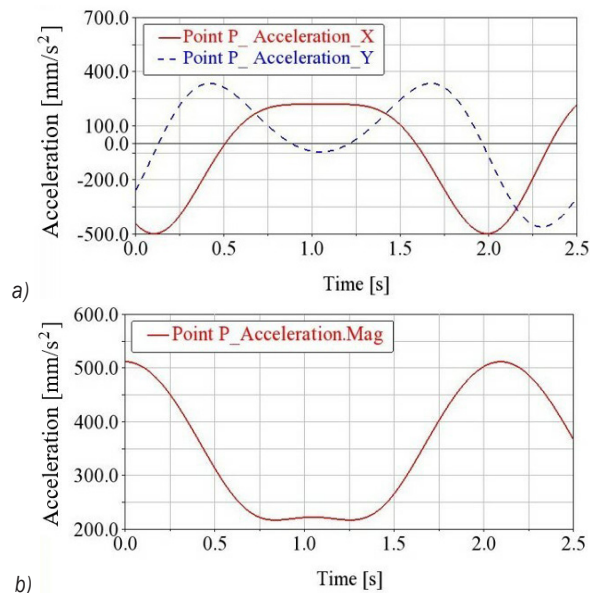 700.0
400.0
100.0
0.0
-200.0
-500.0
Acceleration [mm/s²]
Point P_ Acceleration_X
Point P_ Acceleration_Y
0.0 0.5 1.0 1.5 2.0 2.5
Time [s]
a)
600.0
500.0
400.0
300.0
200.0
Acceleration [mm/s²]
Point P_Acceleration.Mag
0.0 0.5 1.0 1.5 2.0 2.5
Time [s]
b)